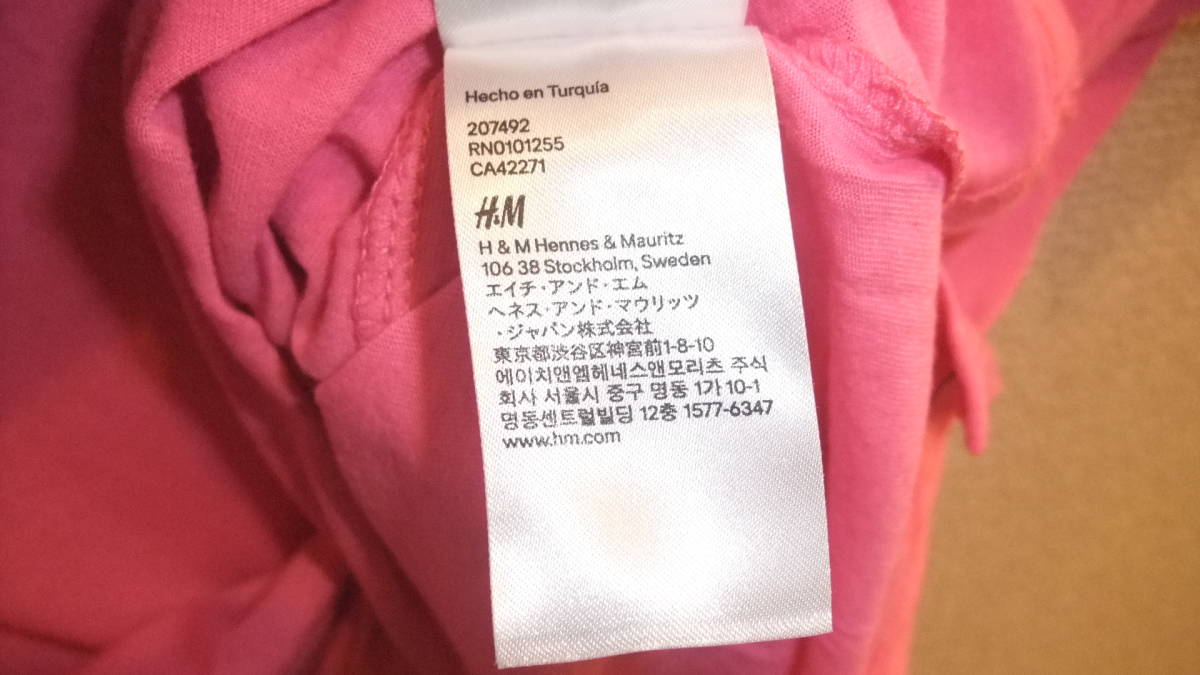 Hecho en Turquía
207492
RN0101255
CA42271
H&M
H & M Hennes & Mauritz
106 38 Stockholm, Sweden
エイチ・アンド・エム
ヘネス・アンド・マウリッツ
・ジャパン株式会社
東京都渋谷区神宮前1-8-10
에이치앤엠헤네스앤모리츠 주식
회사 서울시 중구 명동 1가 10-1
명동센트럴빌딩 12층 1577-6347
www.hm.com